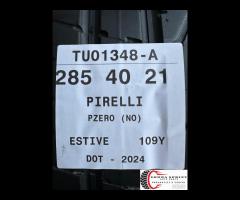 TU01348-A
285 40 21
PIRELLI
PZERO (NO)
ESTIVE 109Y
DOT - 2024